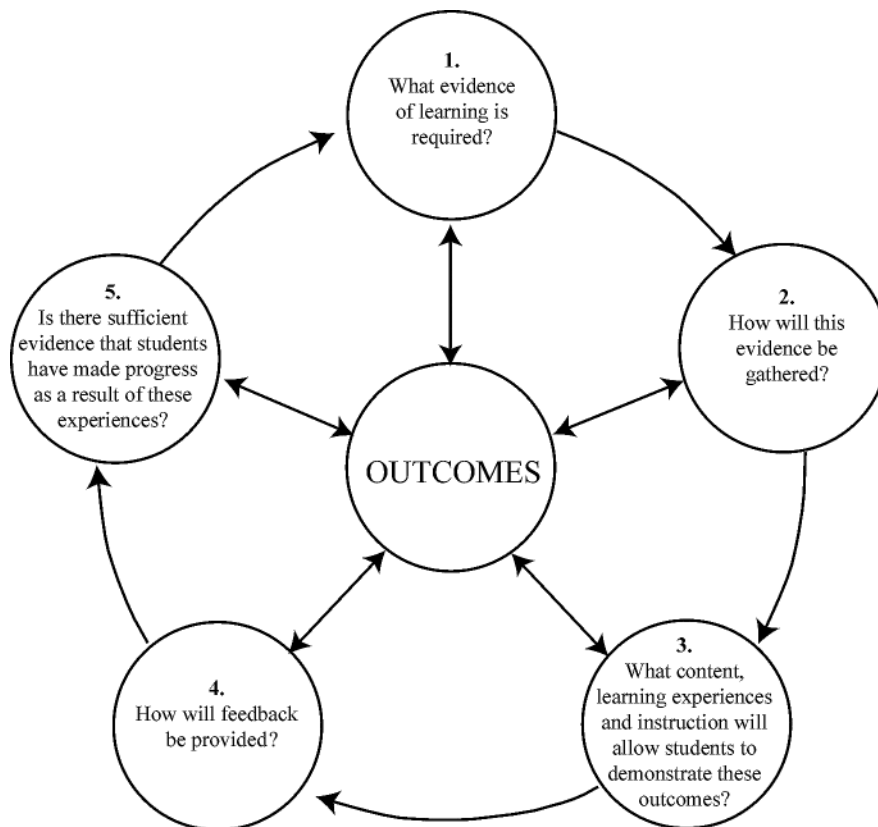 1.
What evidence
of learning is
required?
2.
How will this
evidence be
gathered?
3.
What content,
learning experiences
and instruction will
allow students to
demonstrate these
outcomes?
4.
How will feedback
be provided?
5.
Is there sufficient
evidence that students
have made progress
as a result of these
experiences?
OUTCOMES